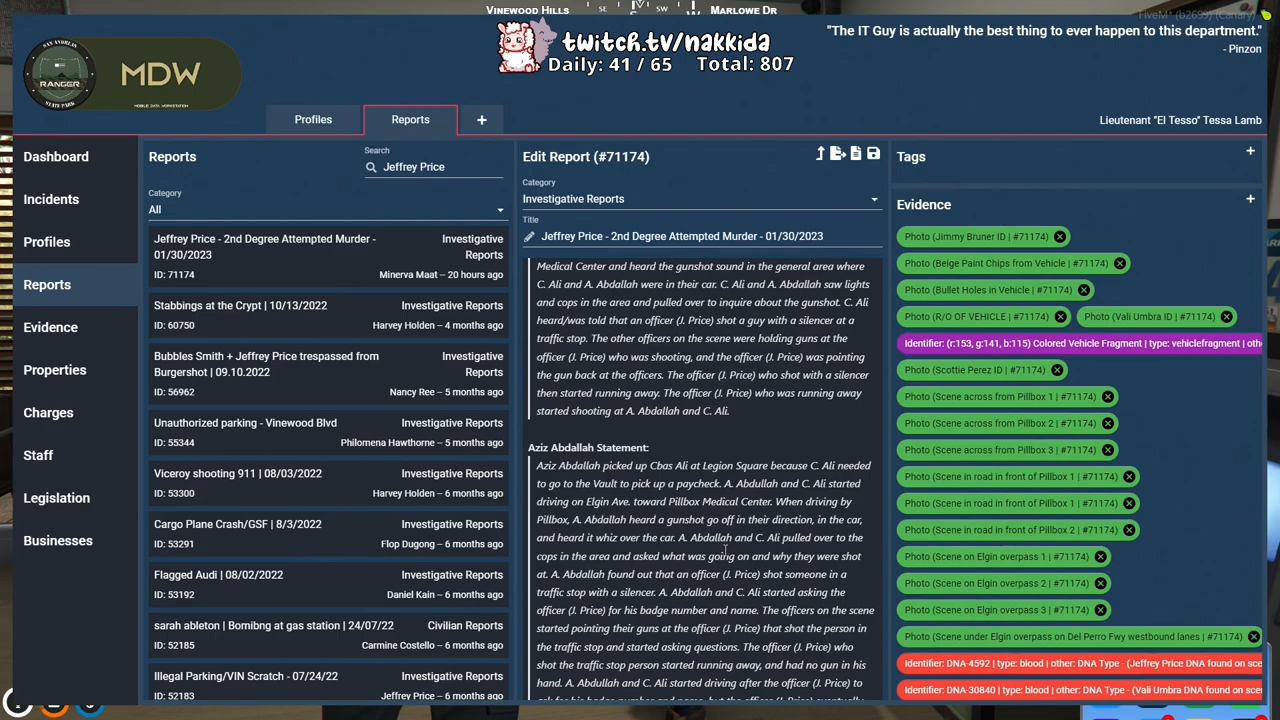 VINEWOOD HILLS
SE
SW
MARLOWE DR
FiveM® (b2699) (Canary)
twitch.tv/nakkida
Daily: 41 / 65 Total: 807
"The IT Guy is actually the best thing to ever happen to this department."
- Pinzon
SAN ANDREAS
RANGER
STATE PARK
MDW
MOBILE DATA WORKSTATION
Profiles
Reports
+
Lieutenant "El Tesso" Tessa Lamb
Dashboard
Incidents
Profiles
Reports
Evidence
Properties
Charges
Staff
Legislation
Businesses
Reports
Search
Jeffrey Price
Category
All
Jeffrey Price - 2nd Degree Attempted Murder -
01/30/2023
Investigative
Reports
ID: 71174
Minerva Maat - 20 hours ago
Stabbings at the Crypt | 10/13/2022
Investigative Reports
ID: 60750
Harvey Holden - 4 months ago
Bubbles Smith + Jeffrey Price trespassed from
Burgershot | 09.10.2022
Investigative
Reports
ID: 56962
Nancy Ree - 5 months ago
Unauthorized parking - Vinewood Blvd
Investigative Reports
ID: 55344
Philomena Hawthorne - 5 months ago
Viceroy shooting 911 | 08/03/2022
Investigative Reports
ID: 53300
Harvey Holden - 6 months ago
Cargo Plane Crash/GSF | 8/3/2022
Investigative Reports
ID: 53291
Flop Dugong - 6 months ago
Flagged Audi | 08/02/2022
Investigative Reports
ID: 53192
Daniel Kain - 6 months ago
sarah ableton | Bomibng at gas station | 24/07/22
Civilian Reports
ID: 52185
Carmine Costello - 6 months ago
Illegal Parking/VIN Scratch - 07/24/22
Investigative Reports
ID: 52183
Jeffrey Price - 6 months ago
Edit Report (#71174)
Category
Investigative Reports
Title
Jeffrey Price - 2nd Degree Attempted Murder - 01/30/2023
Medical Center and heard the gunshot sound in the general area where
C. Ali and A. Abdallah were in their car. C. Ali and A. Abdallah saw lights
and cops in the area and pulled over to inquire about the gunshot. C. Ali
heard/was told that an officer (J. Price) shot a guy with a silencer at a
traffic stop. The other officers on the scene were holding guns at the
officer (J. Price) who was shooting, and the officer was pointing
the gun back at the officers. The officer (J. Price) who shot with a silencer
then started running away. The officer (J. Price) who was running away
started shooting at A. Abdallah and C. Ali.
Aziz Abdallah Statement:
Aziz Abdallah picked up Cbas Ali at Legion Square because C. Ali needed
to go to the Vault to pick up a paycheck. A. Abdallah and C. Ali started
driving on Elgin Ave. toward Pillbox Medical Center. When driving by
Pillbox, A. Abdallah heard a gunshot go off in their direction, in the car,
and heard it whiz over the car. A. Abdallah and C. Ali pulled over to the
cops in the area and asked what was going on and why they were shot
at. A. Abdallah found out that an officer (J. Price) shot someone in a
traffic stop with a silencer. A. Abdallah and C. Ali started asking the
officer (J. Price) for his badge number and name. The officers on the scene
started pointing their guns at the officer (J. Price) that shot the person in
the traffic stop and started asking questions. The officer (J. Price) who
shot the traffic stop person started running away, and had no gun in his
hand. A. Abdallah and C. Ali started driving after the officer (J. Price) to
ask for his badge number and name, but the officer (J. Price) eventually
Tags
+
Evidence
+
Photo (Jimmy Bruner ID | #71174)
Photo (Beige Paint Chips from Vehicle | #71174)
Photo (Bullet Holes in Vehicle | #71174)
Photo (R/O OF VEHICLE | #71174)
Photo (Vali Umbra ID | #71174)
Identifier: (r:153, g:141, b:115) Colored Vehicle Fragment | type: vehiclefragment | oth
Photo (Scottie Perez ID | #71174)
Photo (Scene across from Pillbox 1 | #71174)
Photo (Scene across from Pillbox 2 | #71174)
Photo (Scene across from Pillbox 3 | #71174)
Photo (Scene in road in front of Pillbox 1 | #71174)
Photo (Scene in road in front of Pillbox 1 | #71174)
Photo (Scene in road in front of Pillbox 2 | #71174)
Photo (Scene on Elgin overpass 1 | #71174)
Photo (Scene on Elgin overpass 2 | #71174)
Photo (Scene on Elgin overpass 3 | #71174)
Photo (Scene under Elgin overpass on Del Perro Fwy westbound lanes | #71174)
Identifier: DNA-4592 | type: blood | other: DNA Type - (Jeffrey Price DNA found on sce
Identifier: DNA-30840 | type: blood | other: DNA Type - (Vali Umbra DNA found on scen